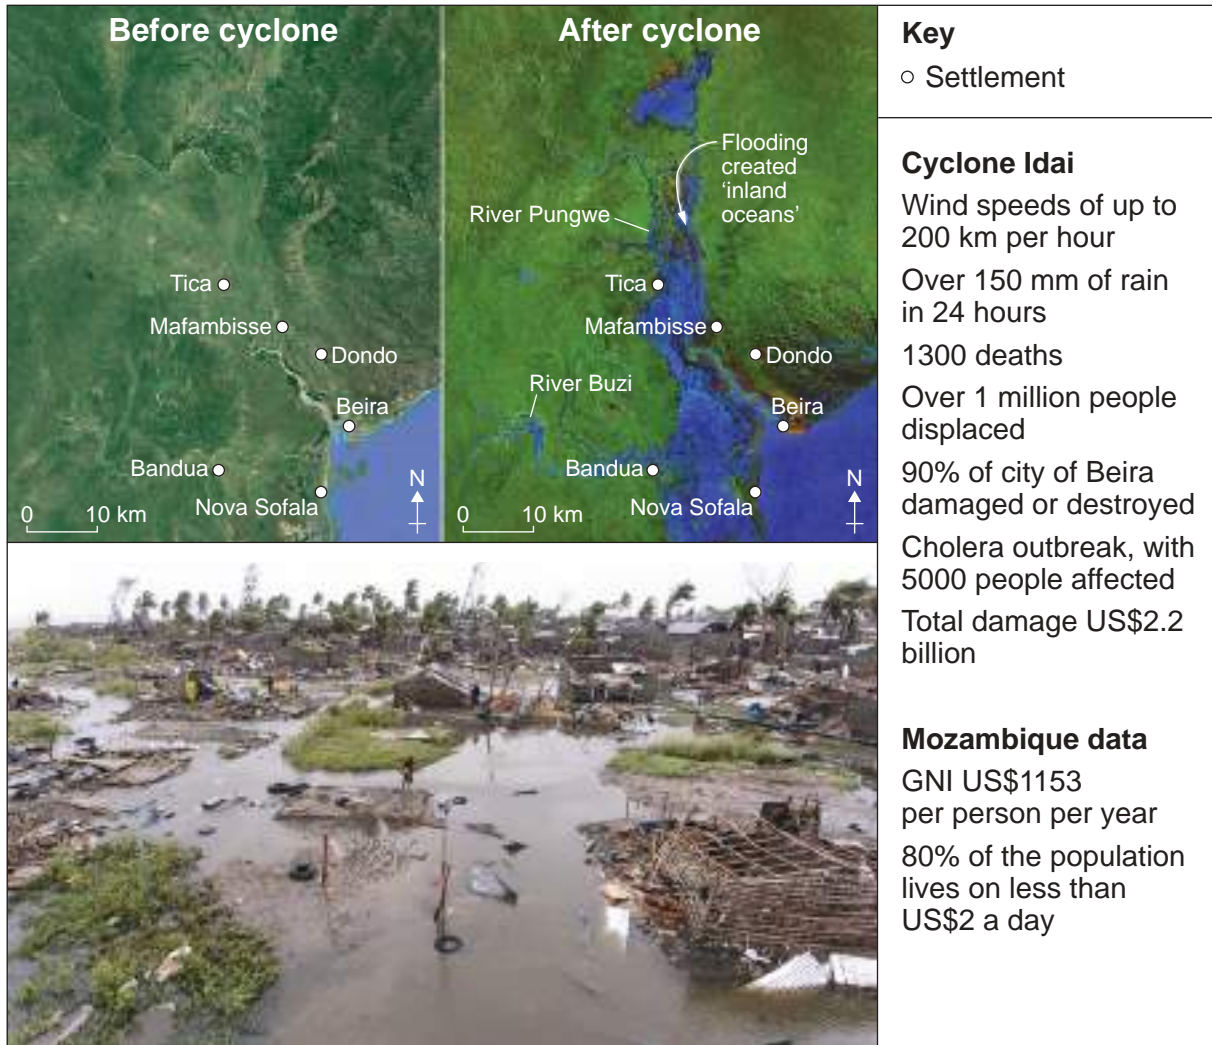 Before cyclone
Tica
Mafambisse
Dondo
Beira
Bandua
Nova Sofala
N
0 10 km
After cyclone
Flooding
created
‘inland
oceans’
River Pungwe
Tica
Mafambisse
Dondo
River Buzi
Beira
Bandua
Nova Sofala
N
0 10 km
Key
Settlement
Cyclone Idai
Wind speeds of up to
200 km per hour
Over 150 mm of rain
in 24 hours
1300 deaths
Over 1 million people
displaced
90% of city of Beira
damaged or destroyed
Cholera outbreak, with
5000 people affected
Total damage US$2.2
billion
Mozambique data
GNI US$1153
per person per year
80% of the population
lives on less than
US$2 a day